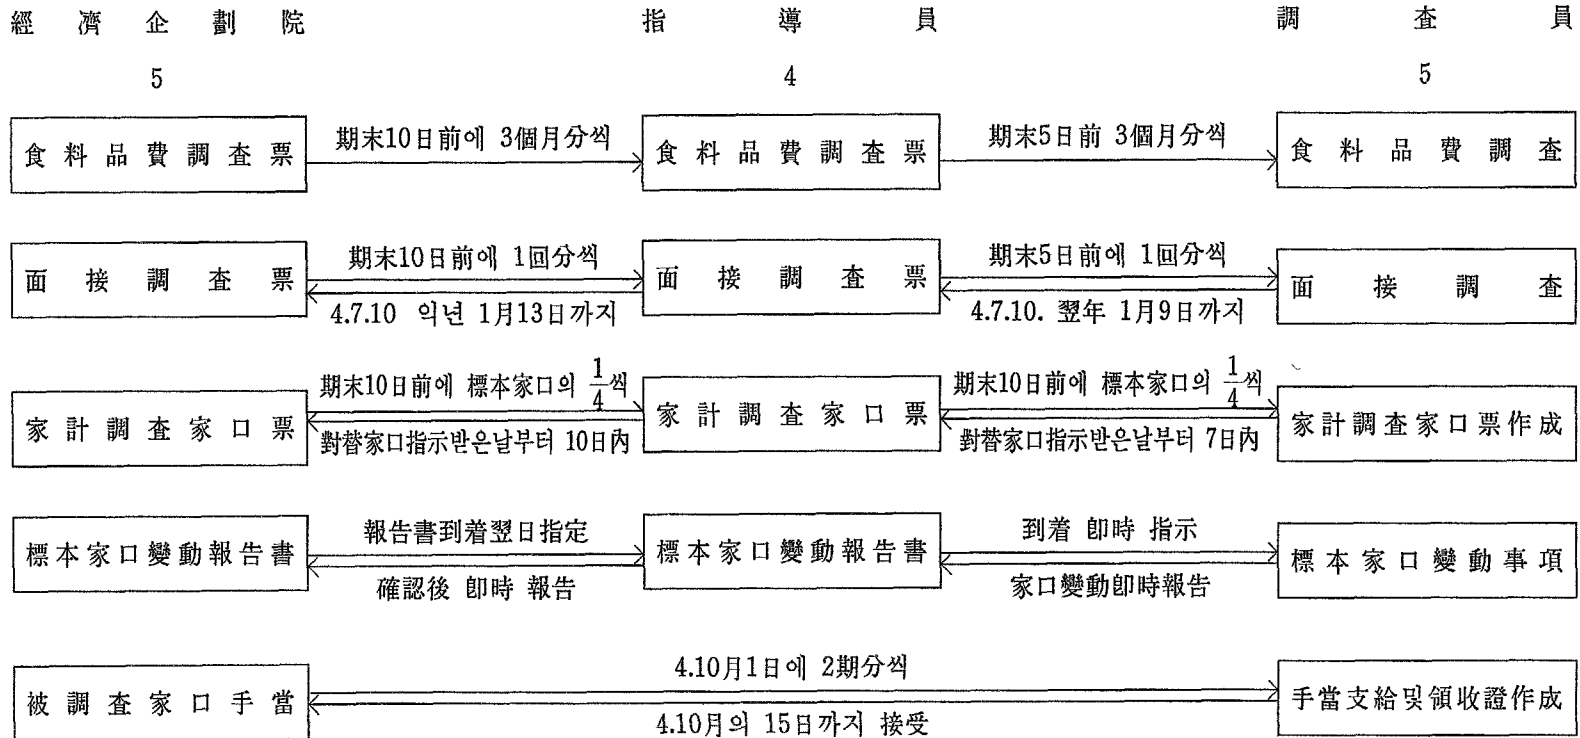 經濟企劃院 指導員 調査員
5 4 5
期末10日前에 3個月分씩 期末5日前 3個月分씩
食料品費調査票 食料品費調査票 食料品費調査
期末10日前에 1回分씩 期末5日前에 1回分씩
面接調査票 面接調査票 面接調査
4.7.10 익년 1月13日까지 4.7.10. 翌年 1月9日까지
期末10日前에 標本家口의 1/4씩 期末10日前에 標本家口의 1/4씩
家計調査家口票 家計調査家口票 家計調査家口票作成
對替家口指示받은날부터 10日內 對替家口指示받은날부터 7日內
報告書到着翌日指定 到着 卽時 指示
標本家口變動報告書 標本家口變動報告書 標本家口變動事項
確認後 卽時 報告 家口變動卽時報告
4.10月1日에 2期分씩
被調査家口手當 手當支給및領收證作成
4.10月의 15日까지 接受